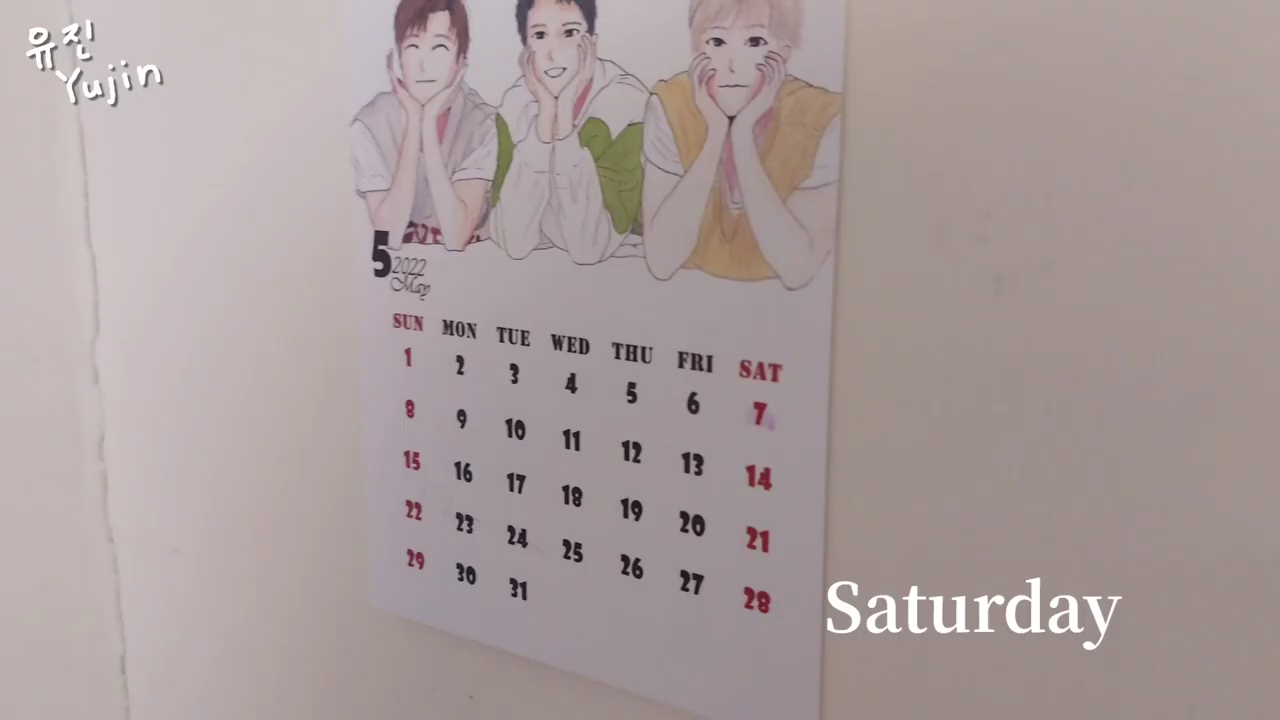 유진
Yujin
5
2022
May
SUN MON TUE WED THU FRI SAT
1 2 3 4 5 6 7
8 9 10 11 12 13 14
15 16 17 18 19 20 21
22 23 24 25 26 27 28
29 30 31
Saturday